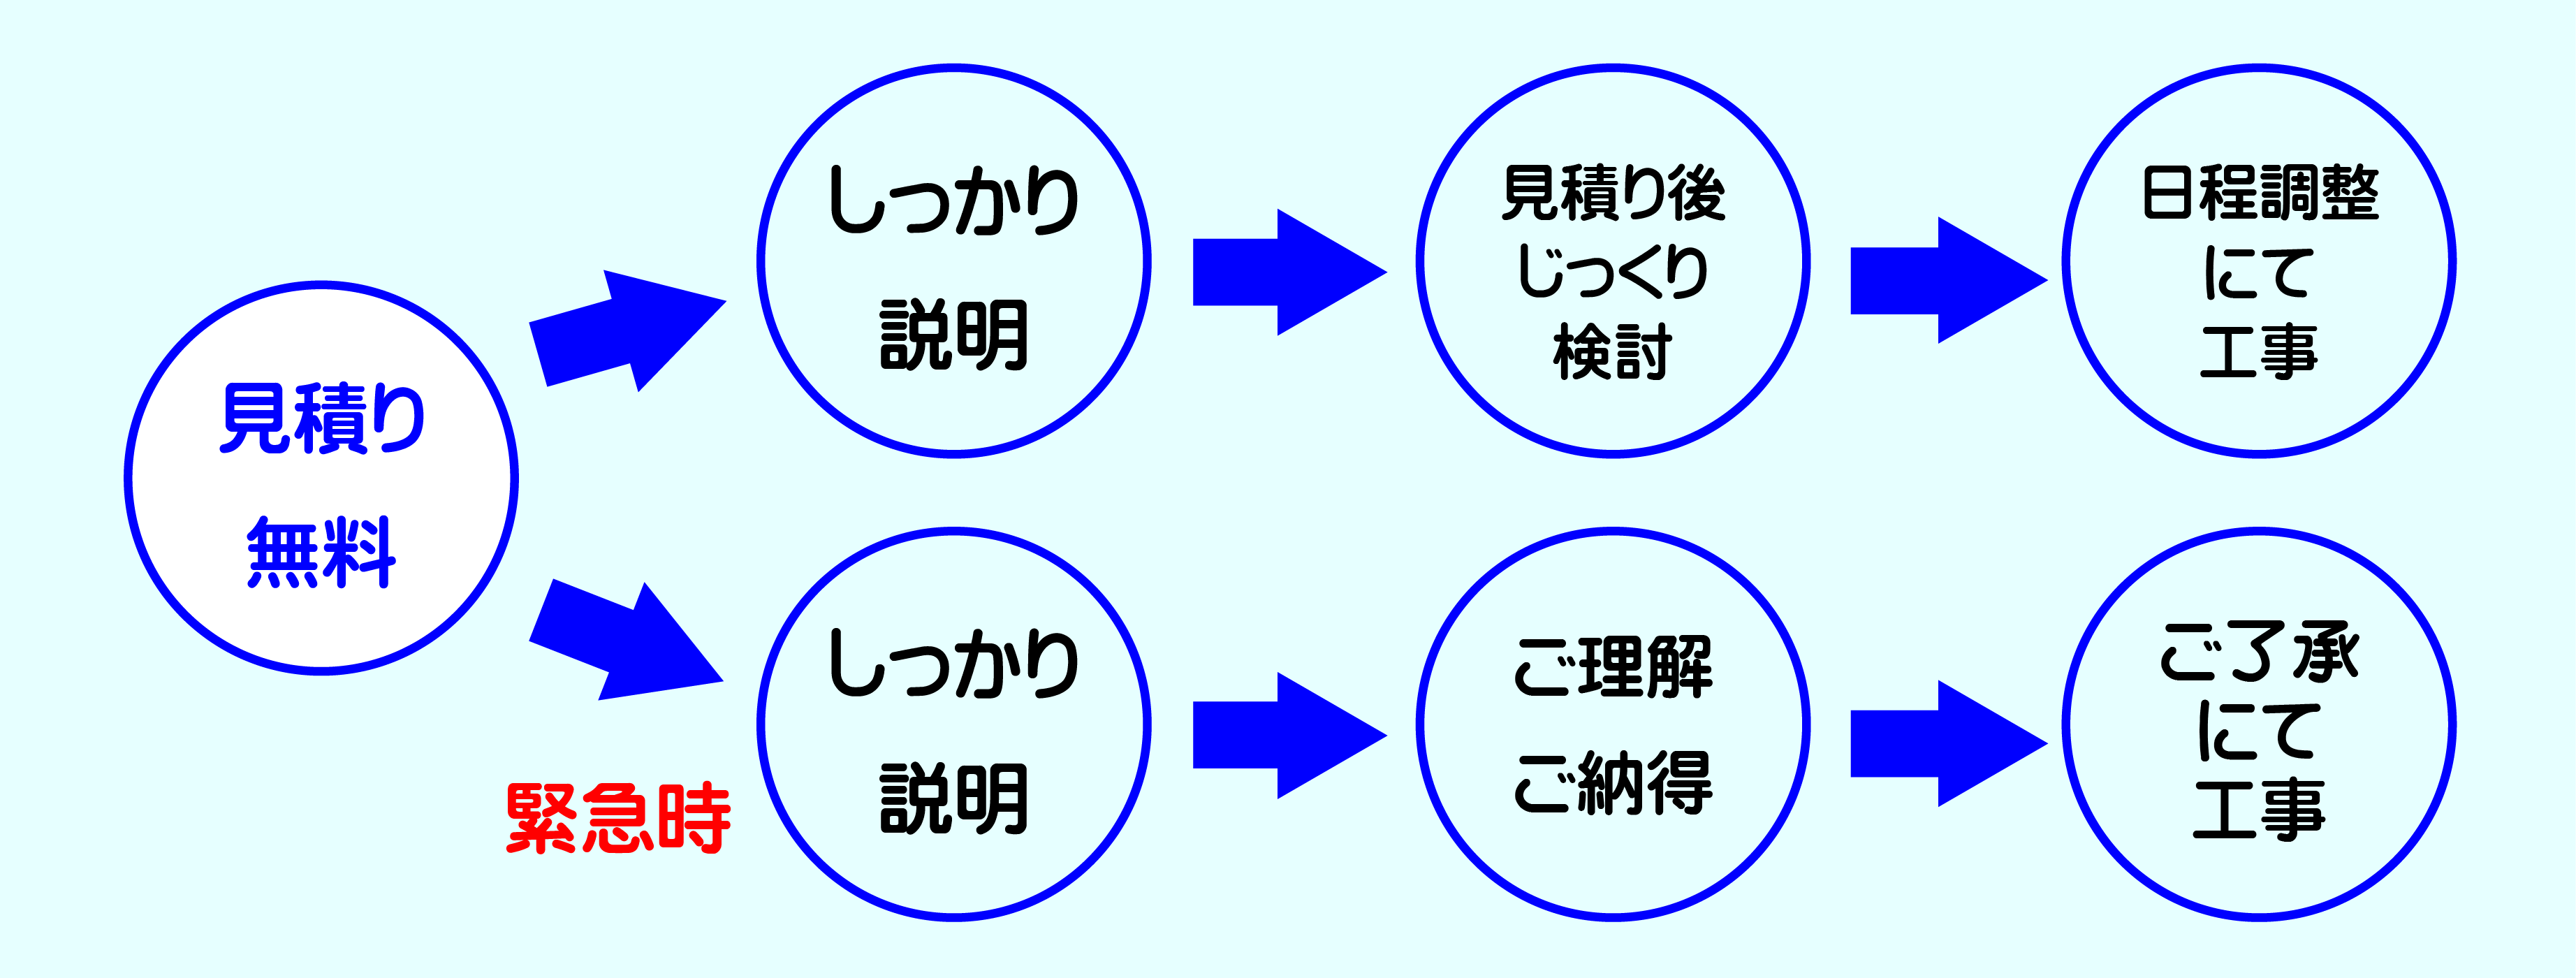 見積り
無料
しっかり
説明
見積り後
じっくり
検討
日程調整
にて
工事
緊急時
しっかり
説明
ご理解
ご納得
ご了承
にて
工事